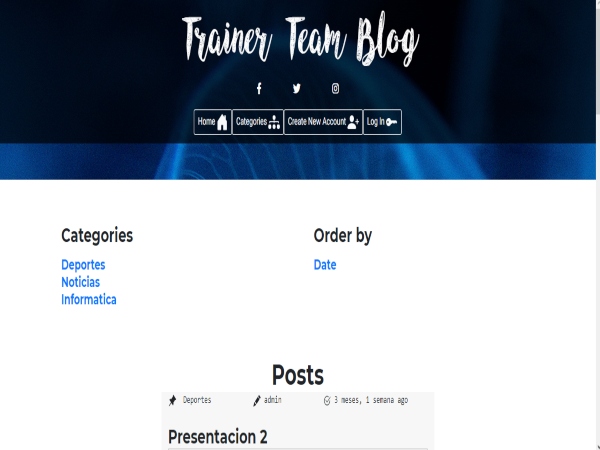 Trainer Team Blog
Home Categories Create New Account Log In
Categories
Order by
Deportes
Date
Noticias
Informatica
Posts
Deportes admin 3 meses, 1 semana ago
Presentacion 2